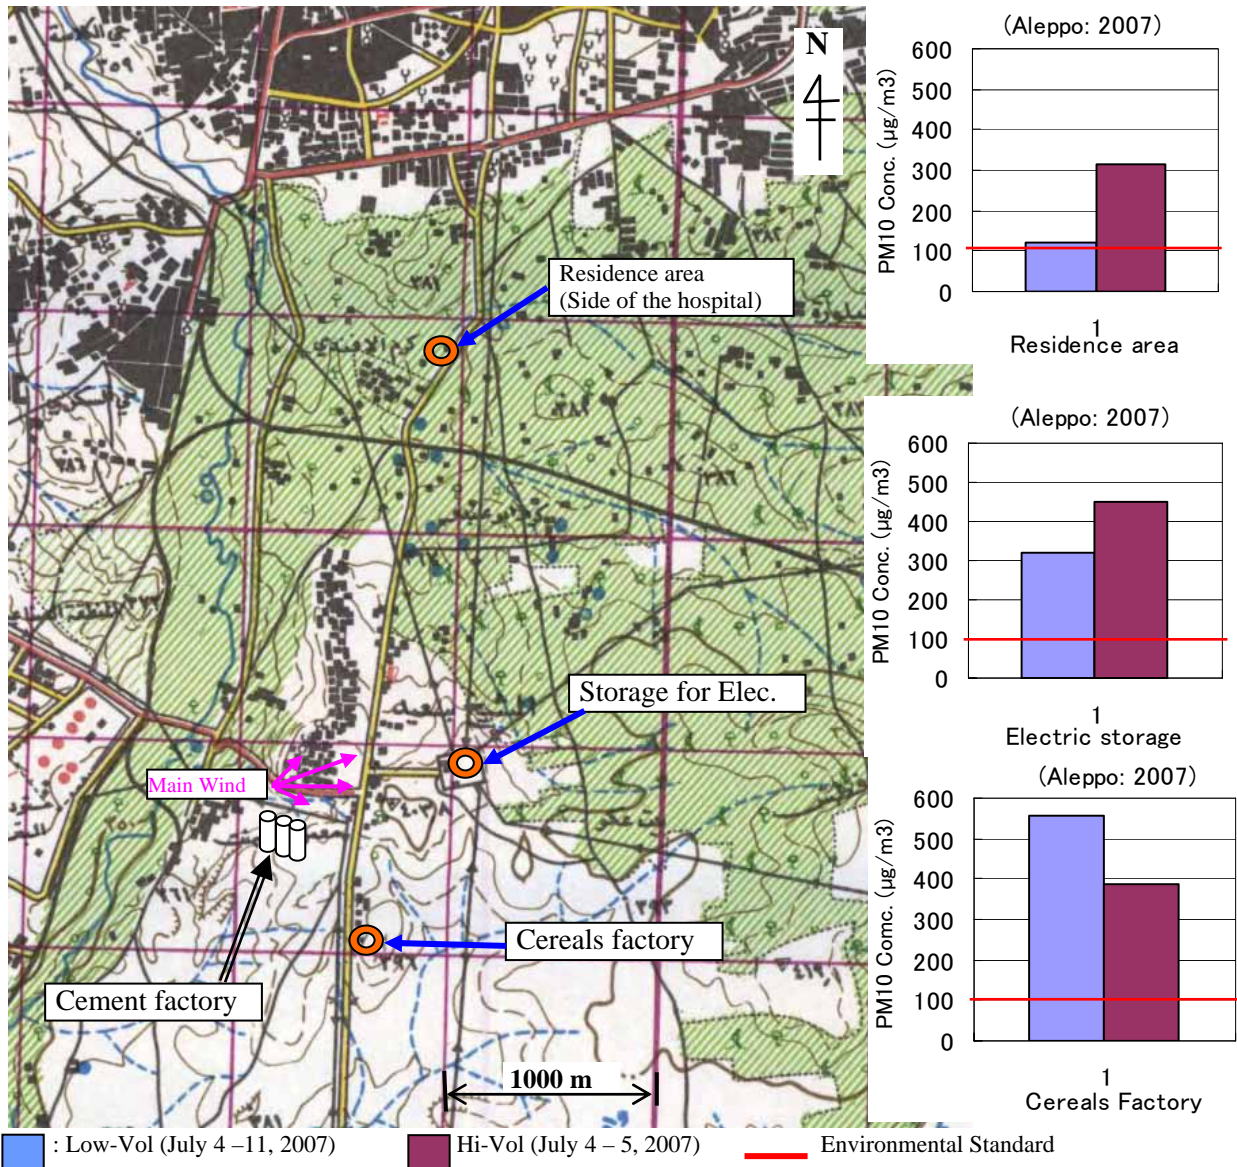 N
Residence area
(Side of the hospital)
Storage for Elec.
Main Wind
Cereals factory
Cement factory
1000 m
٣٥٩
٣٨١
٣٨٢
(Aleppo: 2007)
PM10 Conc. (µg/m3)
600
500
400
300
200
100
0
1
Residence area
(Aleppo: 2007)
PM10 Conc. (µg/m3)
600
500
400
300
200
100
0
1
Electric storage
(Aleppo: 2007)
PM10 Comc. (µg/m3)
600
500
400
300
200
100
0
1
Cereals Factory
: Low-Vol (July 4 –11, 2007)
Hi-Vol (July 4 – 5, 2007)
Environmental Standard